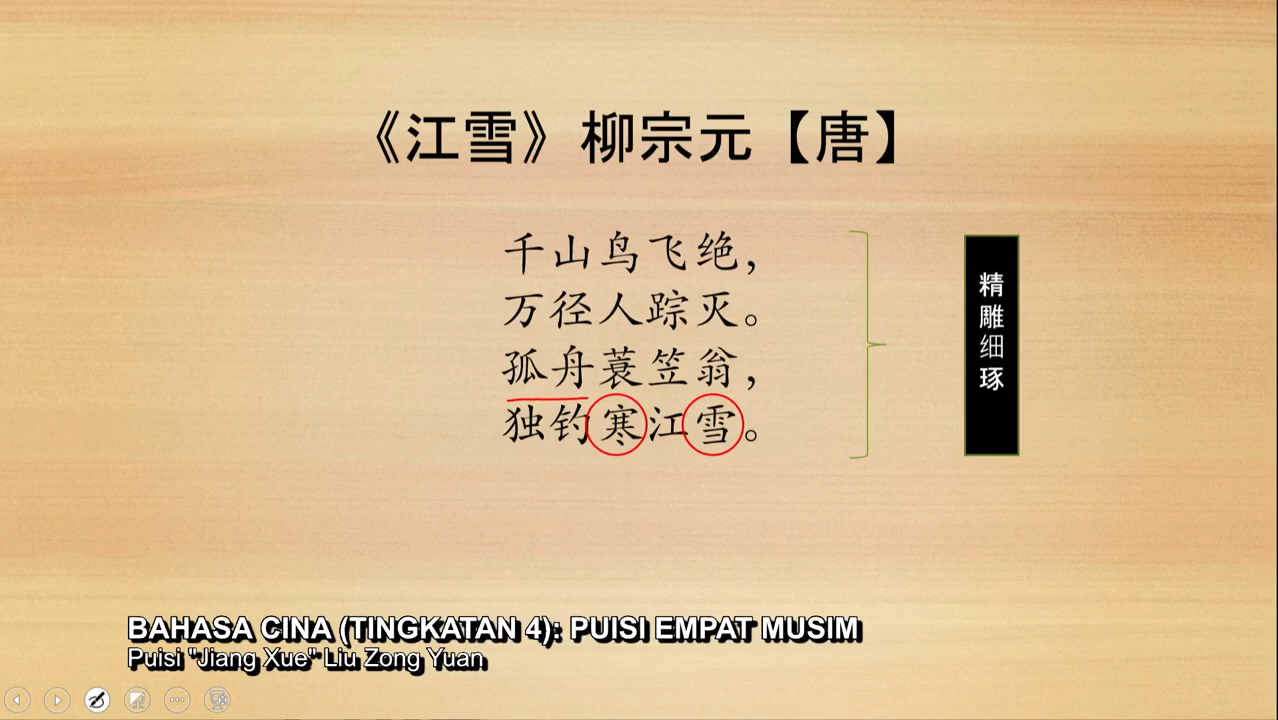 《江雪》柳宗元【唐】
千山鸟飞绝，
万径人踪灭。
孤舟蓑笠翁，
独钓寒江雪。
精雕细琢
BAHASA CINA (TINGKATAN 4): PUISI EMPAT MUSIM
Puisi "Jiang Xue" Liu Zong Yuan